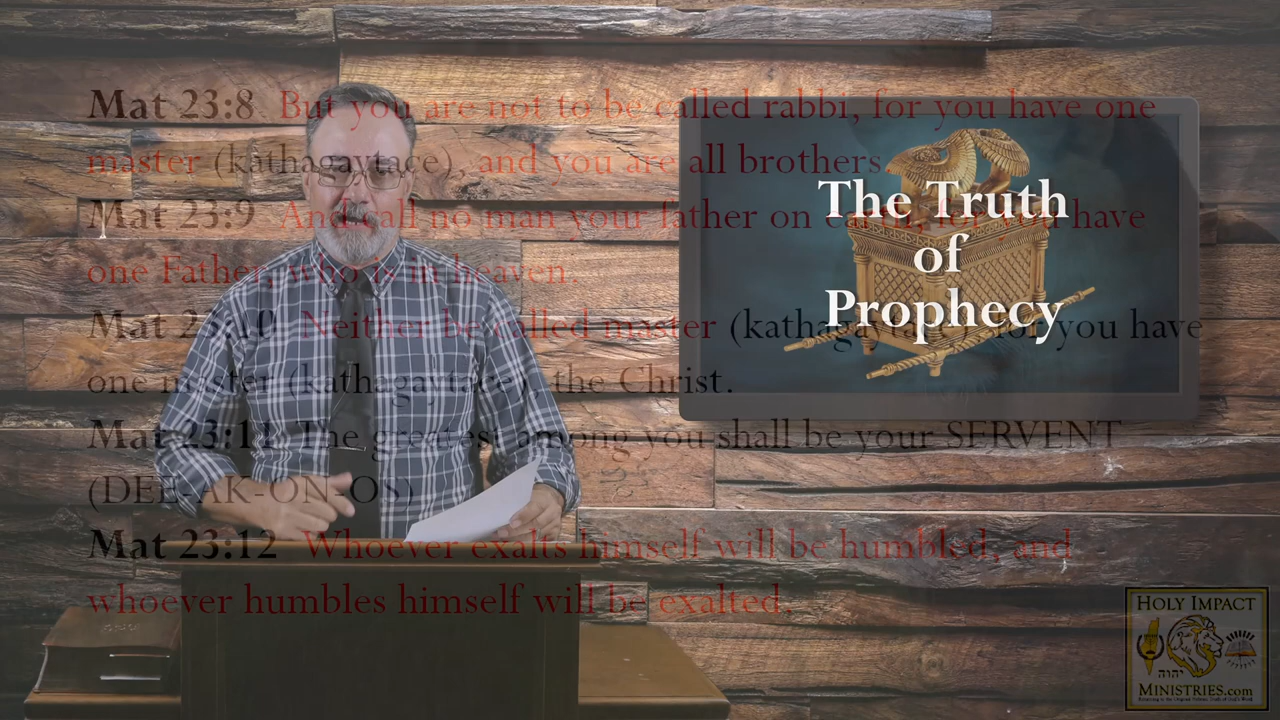 Mat 23:8 But you are not to be called rabbi, for you have one
master (kathagaytace), and you are all brothers.
Mat 23:9 And call no man your father on earth, for you have
one Father, who is in heaven.
Mat 23:10 Neither be called master (kathagaytace), for you have
one master (kathagaytace), the Christ.
Mat 23:11 The greatest among you shall be your SERVENT
(DEE-AK-ON-OS)
Mat 23:12 Whoever exalts himself will be humbled, and
whoever humbles himself will be exalted,
The Truth
of
Prophecy
HOLY IMPACT
יהוה
MINISTRIES.com